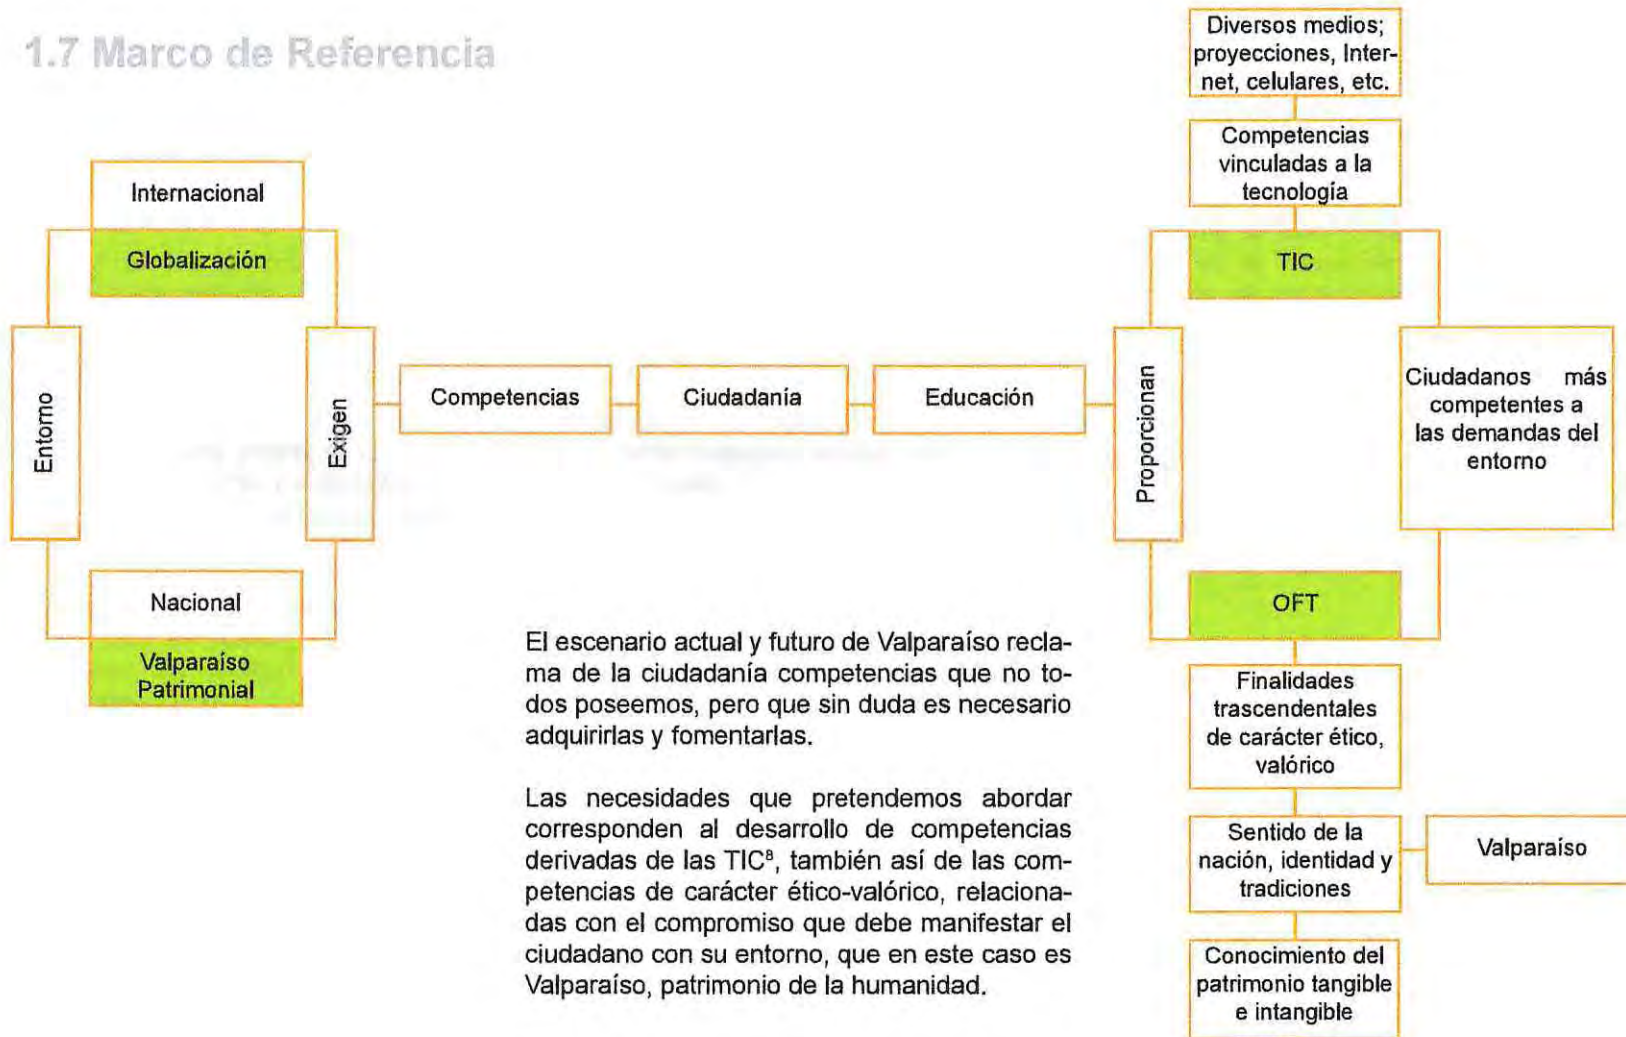 1.7 Marco de Referencia
Internacional
Globalización
Entorno
Exigen
Nacional
Valparaíso
Patrimonial
Competencias
Ciudadanía
Educación
Proporcionan
Diversos medios;
proyecciones, Inter-
net, celulares, etc.
Competencias
vinculadas a la
tecnología
TIC
Ciudadanos más
competentes a
las demandas del
entorno
OFT
Finalidades
trascendentales
de carácter ético,
valórico
Sentido de la
nación, identidad y
tradiciones
Valparaíso
Conocimiento del
patrimonio tangible
e intangible
El escenario actual y futuro de Valparaíso recla-
ma de la ciudadanía competencias que no to-
dos poseemos, pero que sin duda es necesario
adquirirlas y fomentarlas.
Las necesidades que pretendemos abordar
corresponden al desarrollo de competencias
derivadas de las TIC⁸, también así de las com-
petencias de carácter ético-valórico, relaciona-
das con el compromiso que debe manifestar el
ciudadano con su entorno, que en este caso es
Valparaíso, patrimonio de la humanidad.